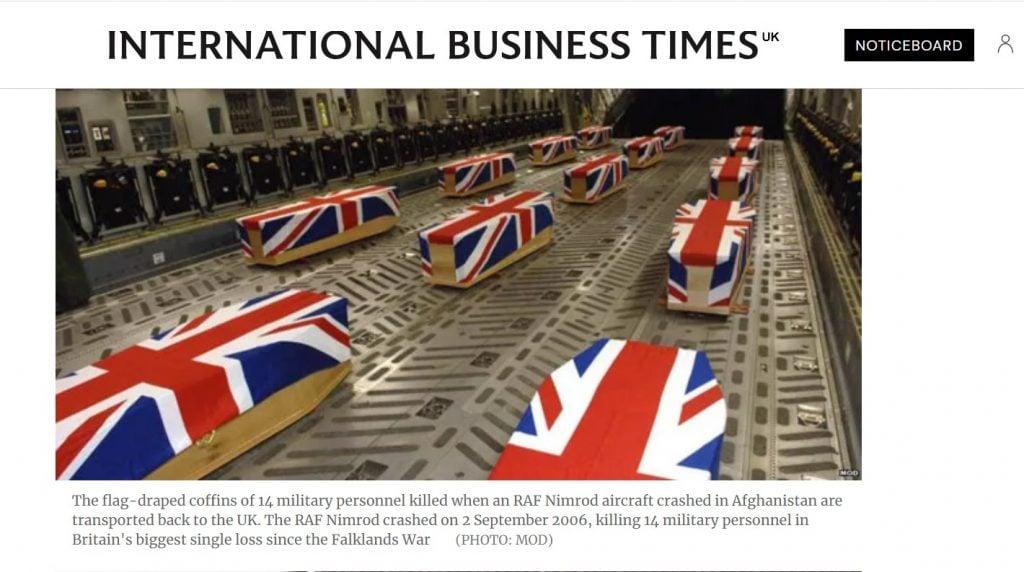 INTERNATIONAL BUSINESS TIMES UK
NOTICEBOARD
MOD
The flag-draped coffins of 14 military personnel killed when an RAF Nimrod aircraft crashed in Afghanistan are
transported back to the UK. The RAF Nimrod crashed on 2 September 2006, killing 14 military personnel in
Britain's biggest single loss since the Falklands War (PHOTO: MOD)